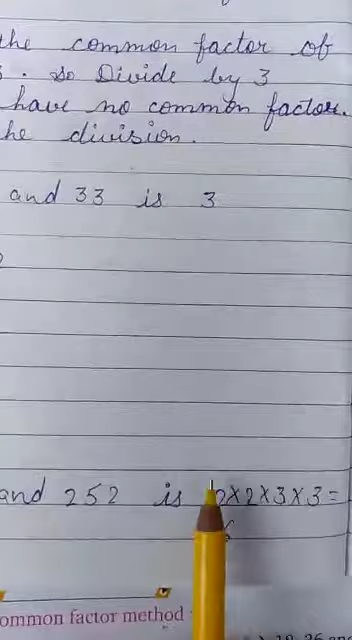 the common factor of
. so Divide by 3
have no common factor.
he division.
and 33 is 3
and 252 is 2×2×3×3=
ommon factor method